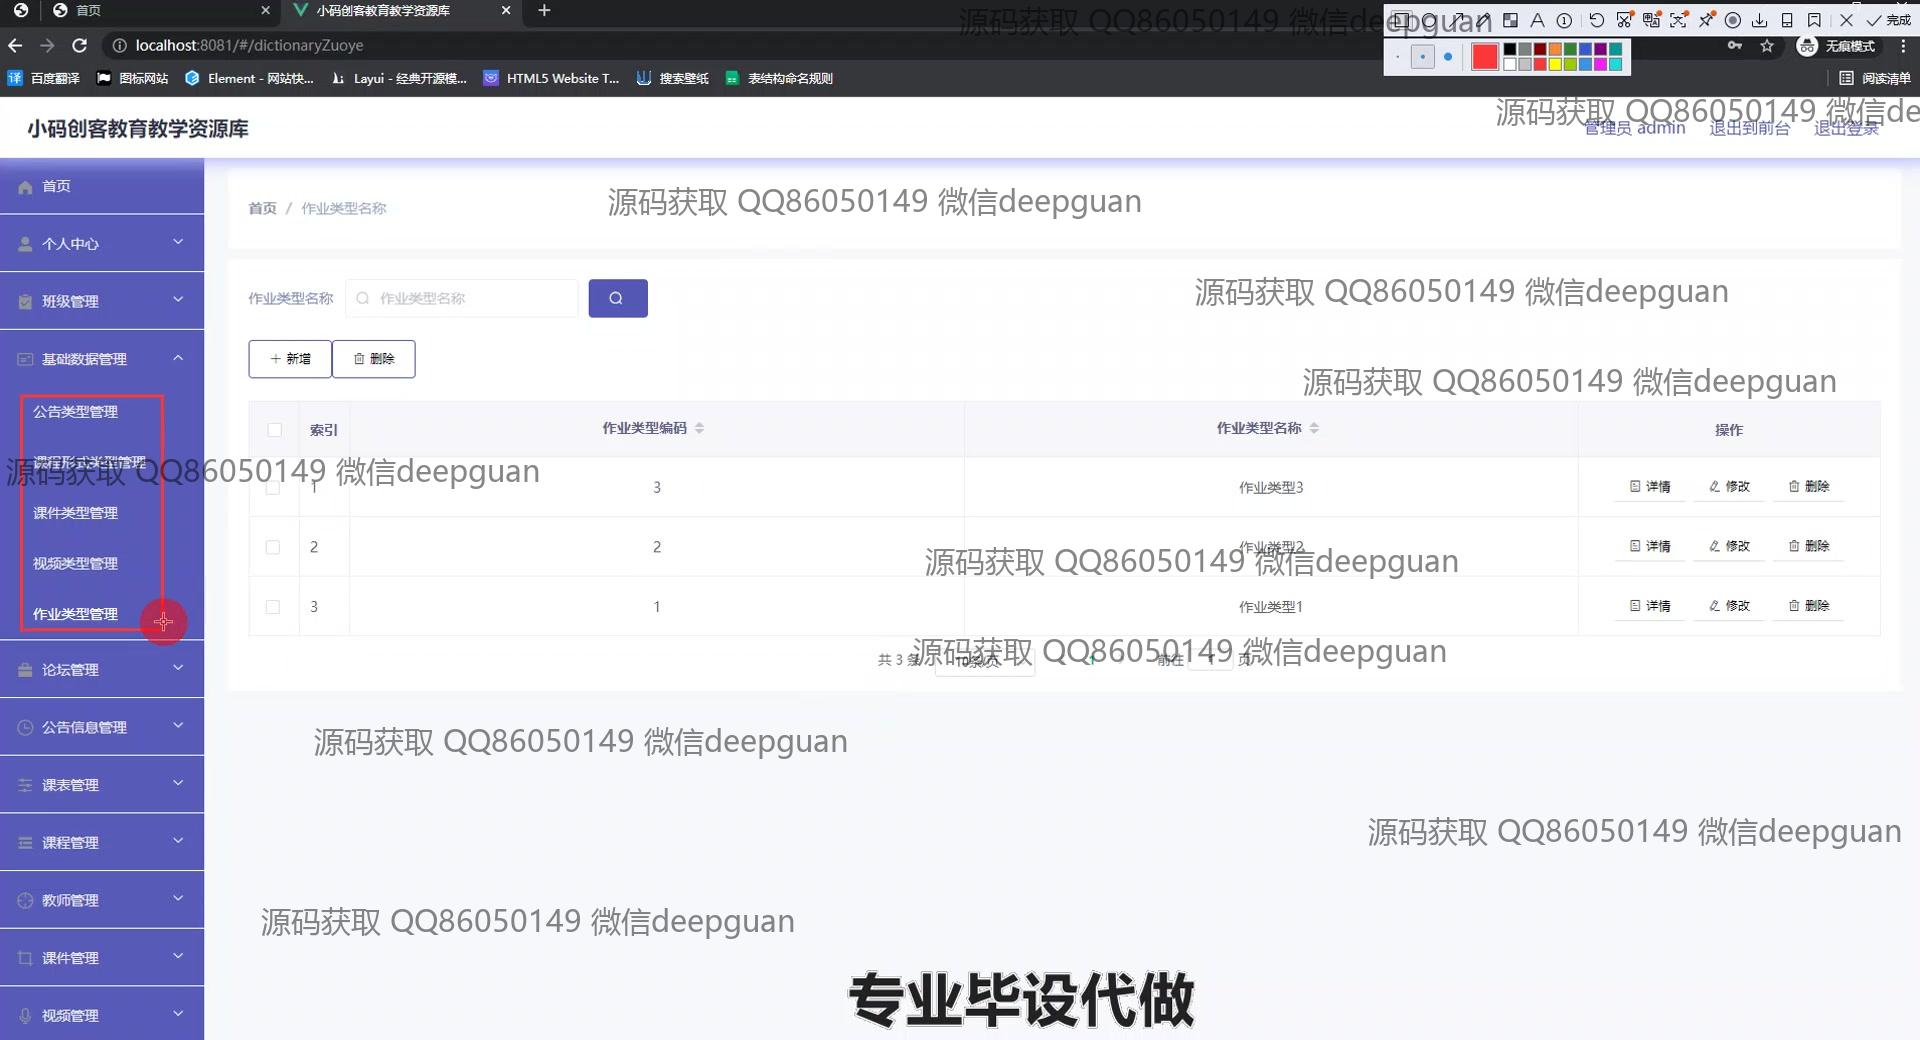 首页
小码创客教育教学资源库
完成
localhost:8081/#/dictionaryZuoye
无痕模式
百度翻译
图标网站
Element - 网站快...
Layui - 经典开源模...
HTML5 Website T...
搜索壁纸
表结构命名规则
阅读清单
源码获取 QQ86050149 微信deepguan
小码创客教育教学资源库
源码获取 QQ86050149 微信de
管理员 admin
退出到前台
退出登录
首页
个人中心
班级管理
基础数据管理
公告类型管理
课程形式类型管理
课件类型管理
视频类型管理
作业类型管理
论坛管理
公告信息管理
课表管理
课程管理
教师管理
课件管理
视频管理
首页 / 作业类型名称
源码获取 QQ86050149 微信deepguan
作业类型名称
作业类型名称
源码获取 QQ86050149 微信deepguan
新增
删除
源码获取 QQ86050149 微信deepguan
索引 作业类型编码 作业类型名称 操作
源码获取 QQ86050149 微信deepguan
1 3 作业类型3 详情 修改 删除
2 2 作业类型2 详情 修改 删除
源码获取 QQ86050149 微信deepguan
3 1 作业类型1 详情 修改 删除
共 3 条 10条/页 1 前往 1 页
源码获取 QQ86050149 微信deepguan
源码获取 QQ86050149 微信deepguan
源码获取 QQ86050149 微信deepguan
源码获取 QQ86050149 微信deepguan
专业毕设代做